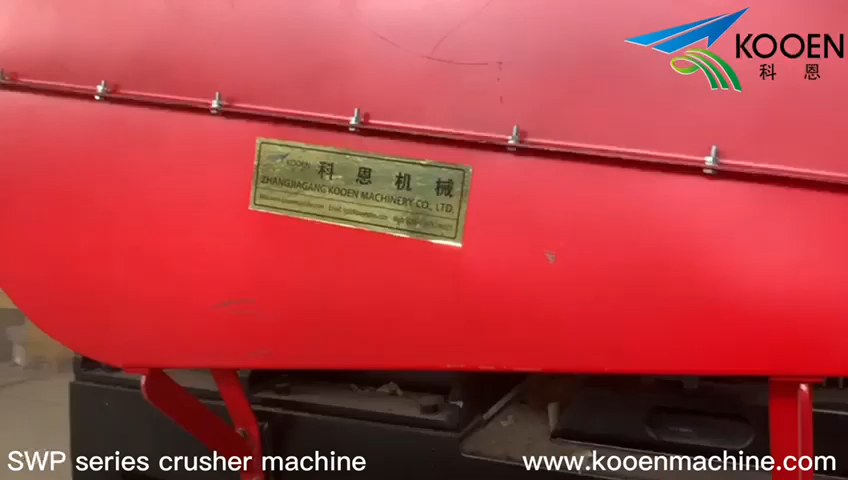 KOOEN
科恩
KOOEN 科恩机械
ZHANGJIAGANG KOOEN MACHINERY CO., LTD.
SWP series crusher machine
www.kooenmachine.com